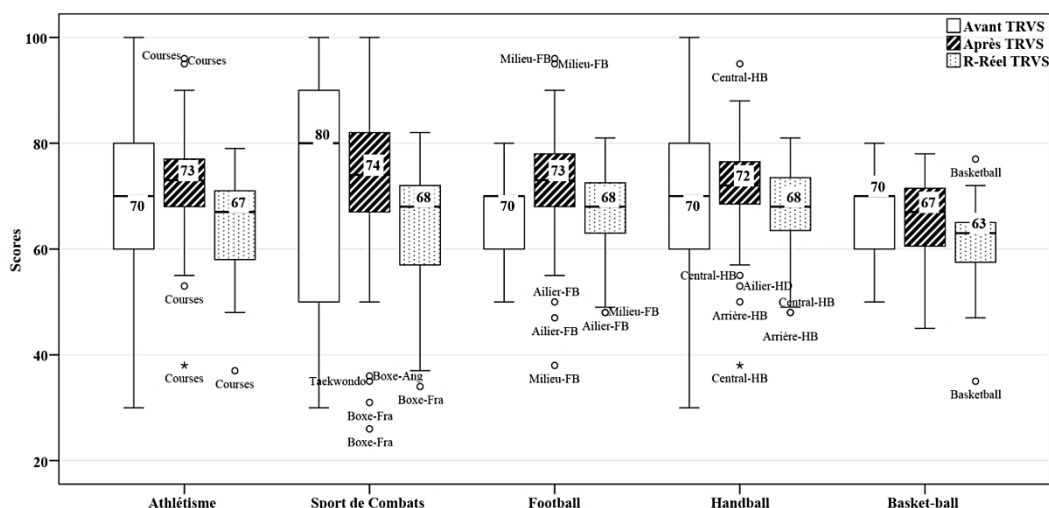 Avant TRVS
Après TRVS
R-Réel TRVS
Scores
100
80
60
40
20
70
73
67
Courses
Courses
Courses
Courses
Courses
80
74
68
Taekwondo
Boxe-Ang
Boxe-Fra
Boxe-Fra
Boxe-Fra
70
73
68
Milieu-FB
Milieu-FB
Ailier-FB
Ailier-FB
Milieu-FB
Milieu-FB
Ailier-FB
70
72
68
Central-HB
Central-HB
Ailier-HD
Arrière-HB
Central-HB
Central-HB
Arrière-HB
70
67
63
Basketball
Basketball
Athlétisme
Sport de Combats
Football
Handball
Basket-ball